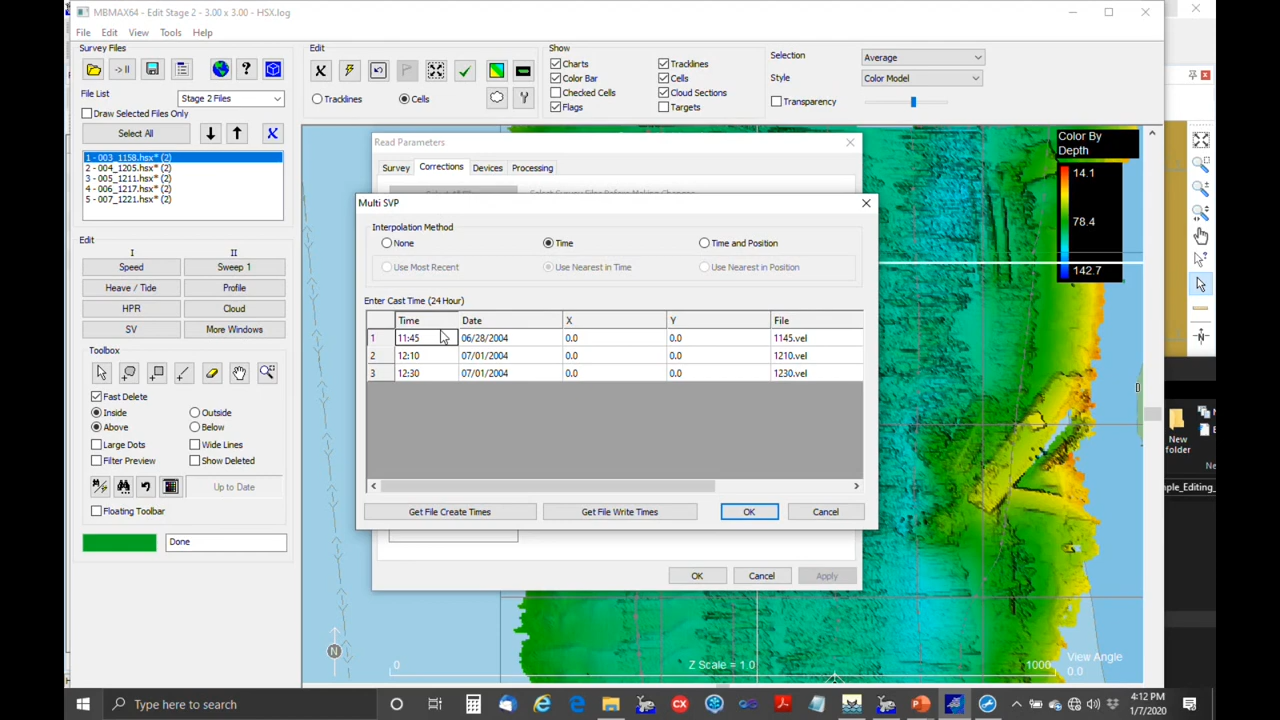 MBMAX64 - Edit Stage 2 - 3.00 x 3.00 - HSX.log
File Edit View Tools Help
Survey Files
File List
Stage 2 Files
Draw Selected Files Only
Select All
1 - 003_1158.hsx* (2)
2 - 004_1205.hsx* (2)
3 - 005_1211.hsx* (2)
4 - 006_1217.hsx* (2)
5 - 007_1221.hsx* (2)
Edit
I II
Speed Sweep 1
Heave / Tide Profile
HPR Cloud
SV More Windows
Toolbox
Fast Delete
Inside Outside
Above Below
Large Dots Wide Lines
Filter Preview Show Deleted
Up to Date
Floating Toolbar
Done
Edit
Tracklines Cells
Show
Charts Tracklines
Color Bar Cells
Checked Cells Cloud Sections
Flags Targets
Selection Average
Style Color Model
Transparency
Color By
Depth
14.1
78.4
142.7
Read Parameters
Survey Corrections Devices Processing
Multi SVP
Interpolation Method
None Time Time and Position
Use Most Recent Use Nearest in Time Use Nearest in Position
Enter Cast Time (24 Hour)
Time Date X Y File
1 11:45 06/28/2004 0.0 0.0 1145.vel
2 12:10 07/01/2004 0.0 0.0 1210.vel
3 12:30 07/01/2004 0.0 0.0 1230.vel
Get File Create Times Get File Write Times OK Cancel
OK Cancel Apply
N
0 Z Scale = 1.0 1000
View Angle
0.0
New
folder
mple_Editing_
Type here to search
4:12 PM
1/7/2020